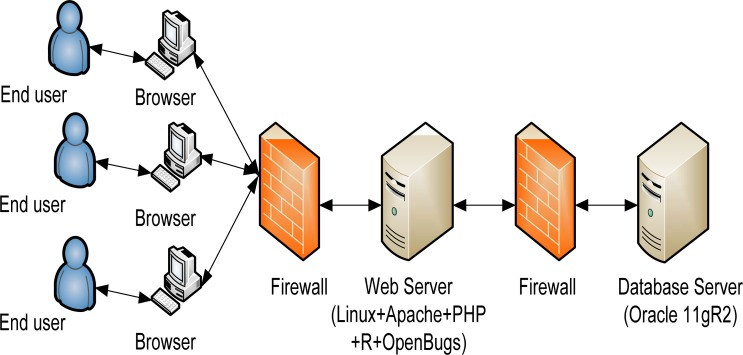 End user
Browser
End user
Browser
End user
Browser
Firewall
Web Server
(Linux+Apache+PHP
+R+OpenBugs)
Firewall
Database Server
(Oracle 11gR2)